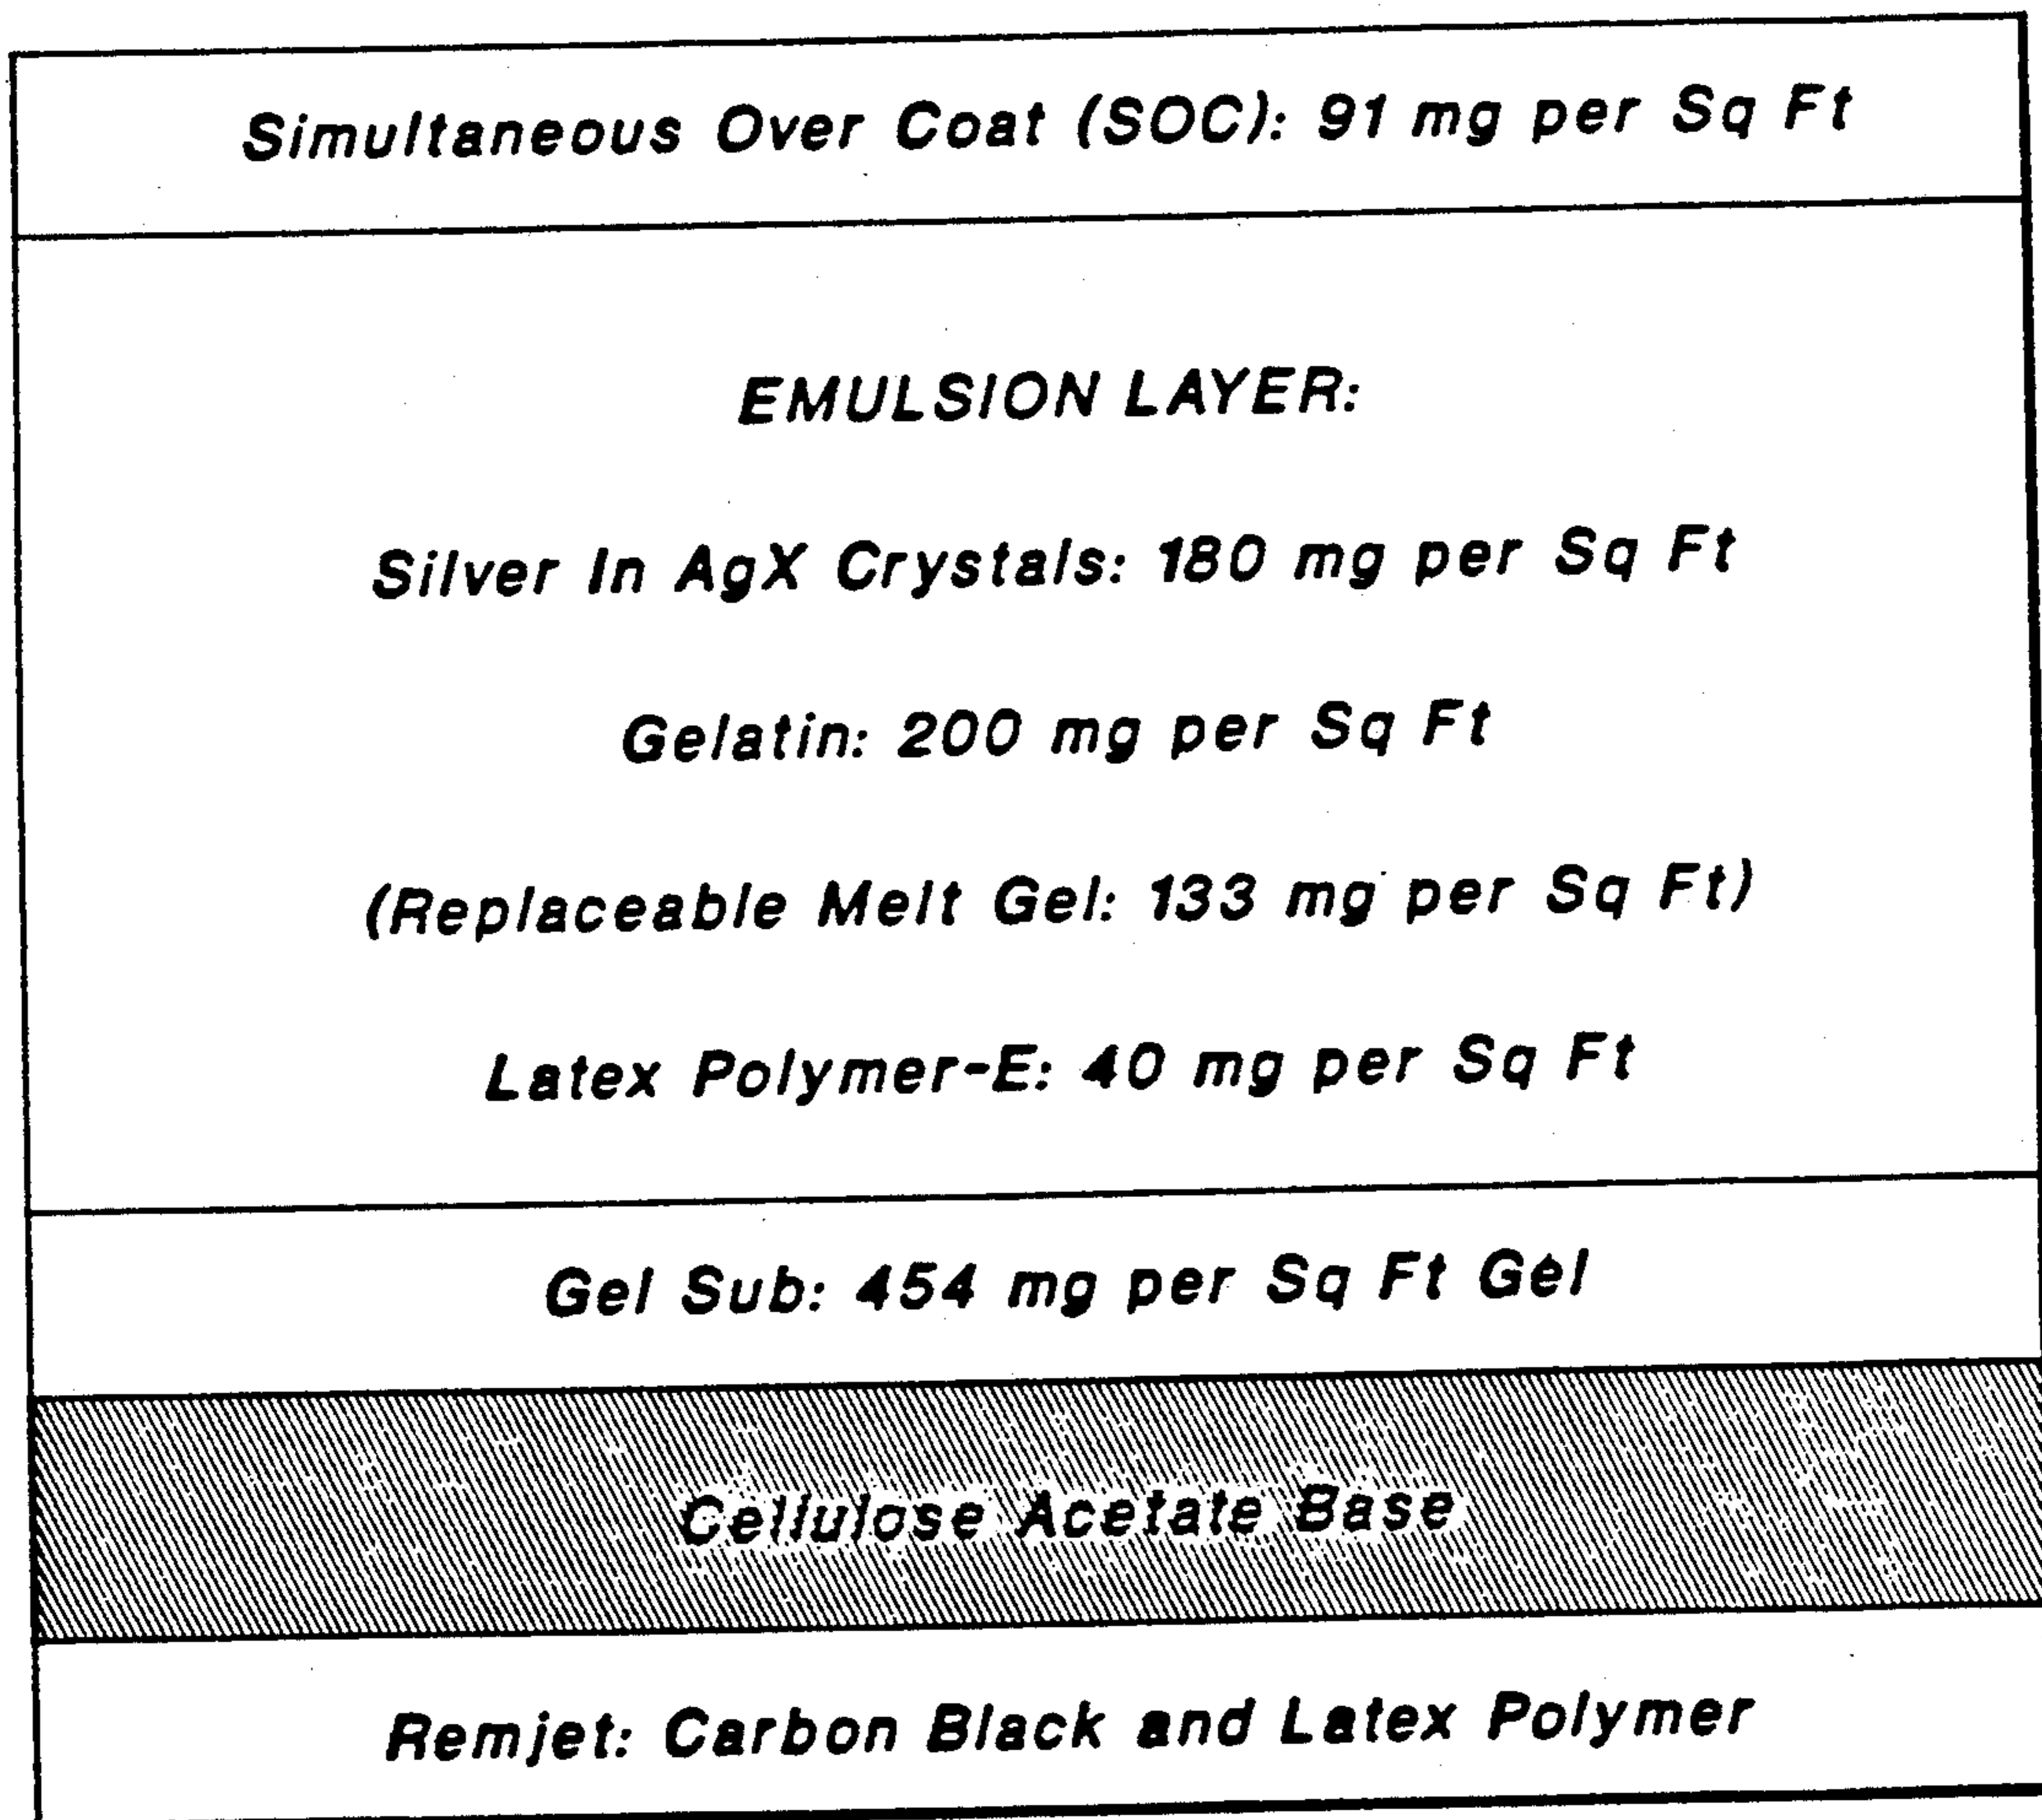 Simultaneous Over Coat (SOC): 91 mg per Sq Ft
EMULSION LAYER:
Silver In AgX Crystals: 180 mg per Sq Ft
Gelatin: 200 mg per Sq Ft
(Replaceable Melt Gel: 133 mg per Sq Ft)
Latex Polymer-E: 40 mg per Sq Ft
Gel Sub: 454 mg per Sq Ft Gel
Cellulose Acetate Base
Remjet: Carbon Black and Latex Polymer